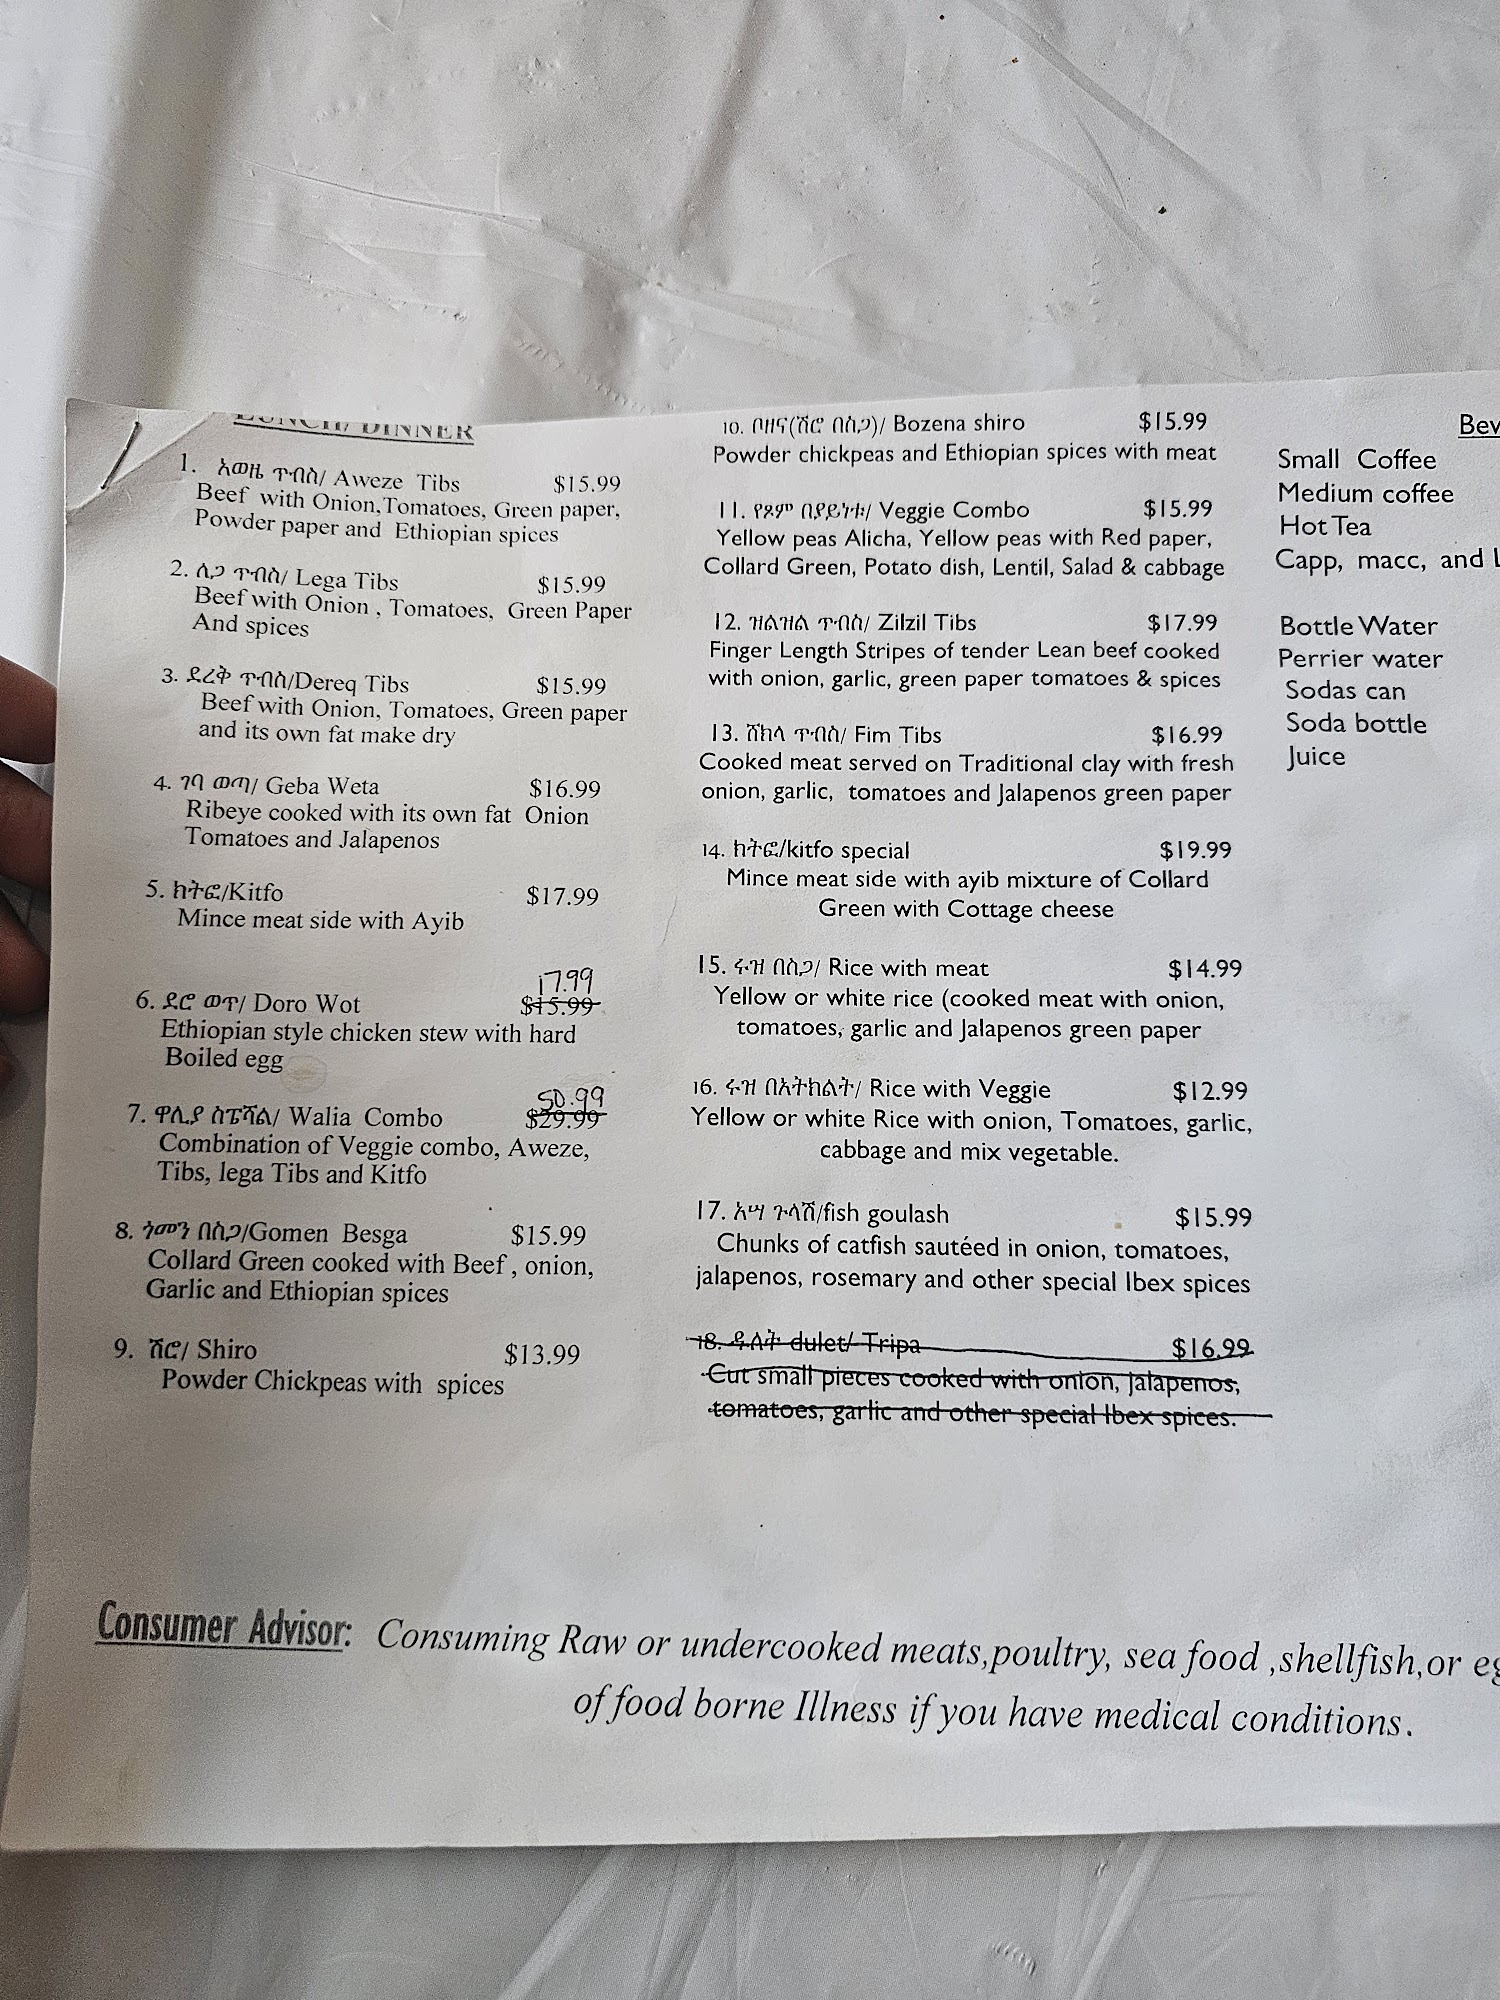 LUNCH/ DINNER
1. አወዜ ጥብስ/ Aweze Tibs $15.99
Beef with Onion,Tomatoes, Green paper,
Powder paper and Ethiopian spices
2. ለጋ ጥብስ/ Lega Tibs $15.99
Beef with Onion , Tomatoes, Green Paper
And spices
3. ደረቅ ጥብስ/Dereq Tibs $15.99
Beef with Onion, Tomatoes, Green paper
and its own fat make dry
4. ገባ ወጣ/ Geba Weta $16.99
Ribeye cooked with its own fat Onion
Tomatoes and Jalapenos
5. ክትፎ/Kitfo $17.99
Mince meat side with Ayib
17.99
6. ደሮ ወጥ/ Doro Wot $15.99
Ethiopian style chicken stew with hard
Boiled egg
50.99
7. ዋሊያ ስፔሻል/ Walia Combo $29.99
Combination of Veggie combo, Aweze,
Tibs, lega Tibs and Kitfo
8. ጎመን በስጋ/Gomen Besga $15.99
Collard Green cooked with Beef , onion,
Garlic and Ethiopian spices
9. ሽሮ/ Shiro $13.99
Powder Chickpeas with spices
10. ቦዘና(ሽሮ በስጋ)/ Bozena shiro $15.99
Powder chickpeas and Ethiopian spices with meat
11. የጾም በያይነቱ/ Veggie Combo $15.99
Yellow peas Alicha, Yellow peas with Red paper,
Collard Green, Potato dish, Lentil, Salad & cabbage
12. ዝልዝል ጥብስ/ Zilzil Tibs $17.99
Finger Length Stripes of tender Lean beef cooked
with onion, garlic, green paper tomatoes & spices
13. ሸክላ ጥብስ/ Fim Tibs $16.99
Cooked meat served on Traditional clay with fresh
onion, garlic, tomatoes and Jalapenos green paper
14. ክትፎ/kitfo special $19.99
Mince meat side with ayib mixture of Collard
Green with Cottage cheese
15. ሩዝ በስጋ/ Rice with meat $14.99
Yellow or white rice (cooked meat with onion,
tomatoes, garlic and Jalapenos green paper
16. ሩዝ በአትክልት/ Rice with Veggie $12.99
Yellow or white Rice with onion, Tomatoes, garlic,
cabbage and mix vegetable.
17. አሣ ጉላሽ/fish goulash $15.99
Chunks of catfish sautéed in onion, tomatoes,
jalapenos, rosemary and other special Ibex spices
18. ዱለት dulet/ Tripa $16.99
Cut small pieces cooked with onion, jalapenos,
tomatoes, garlic and other special Ibex spices.
Bev
Small Coffee
Medium coffee
Hot Tea
Capp, macc, and L
Bottle Water
Perrier water
Sodas can
Soda bottle
Juice
Consumer Advisor: Consuming Raw or undercooked meats,poultry, sea food ,shellfish,or eg
of food borne Illness if you have medical conditions.